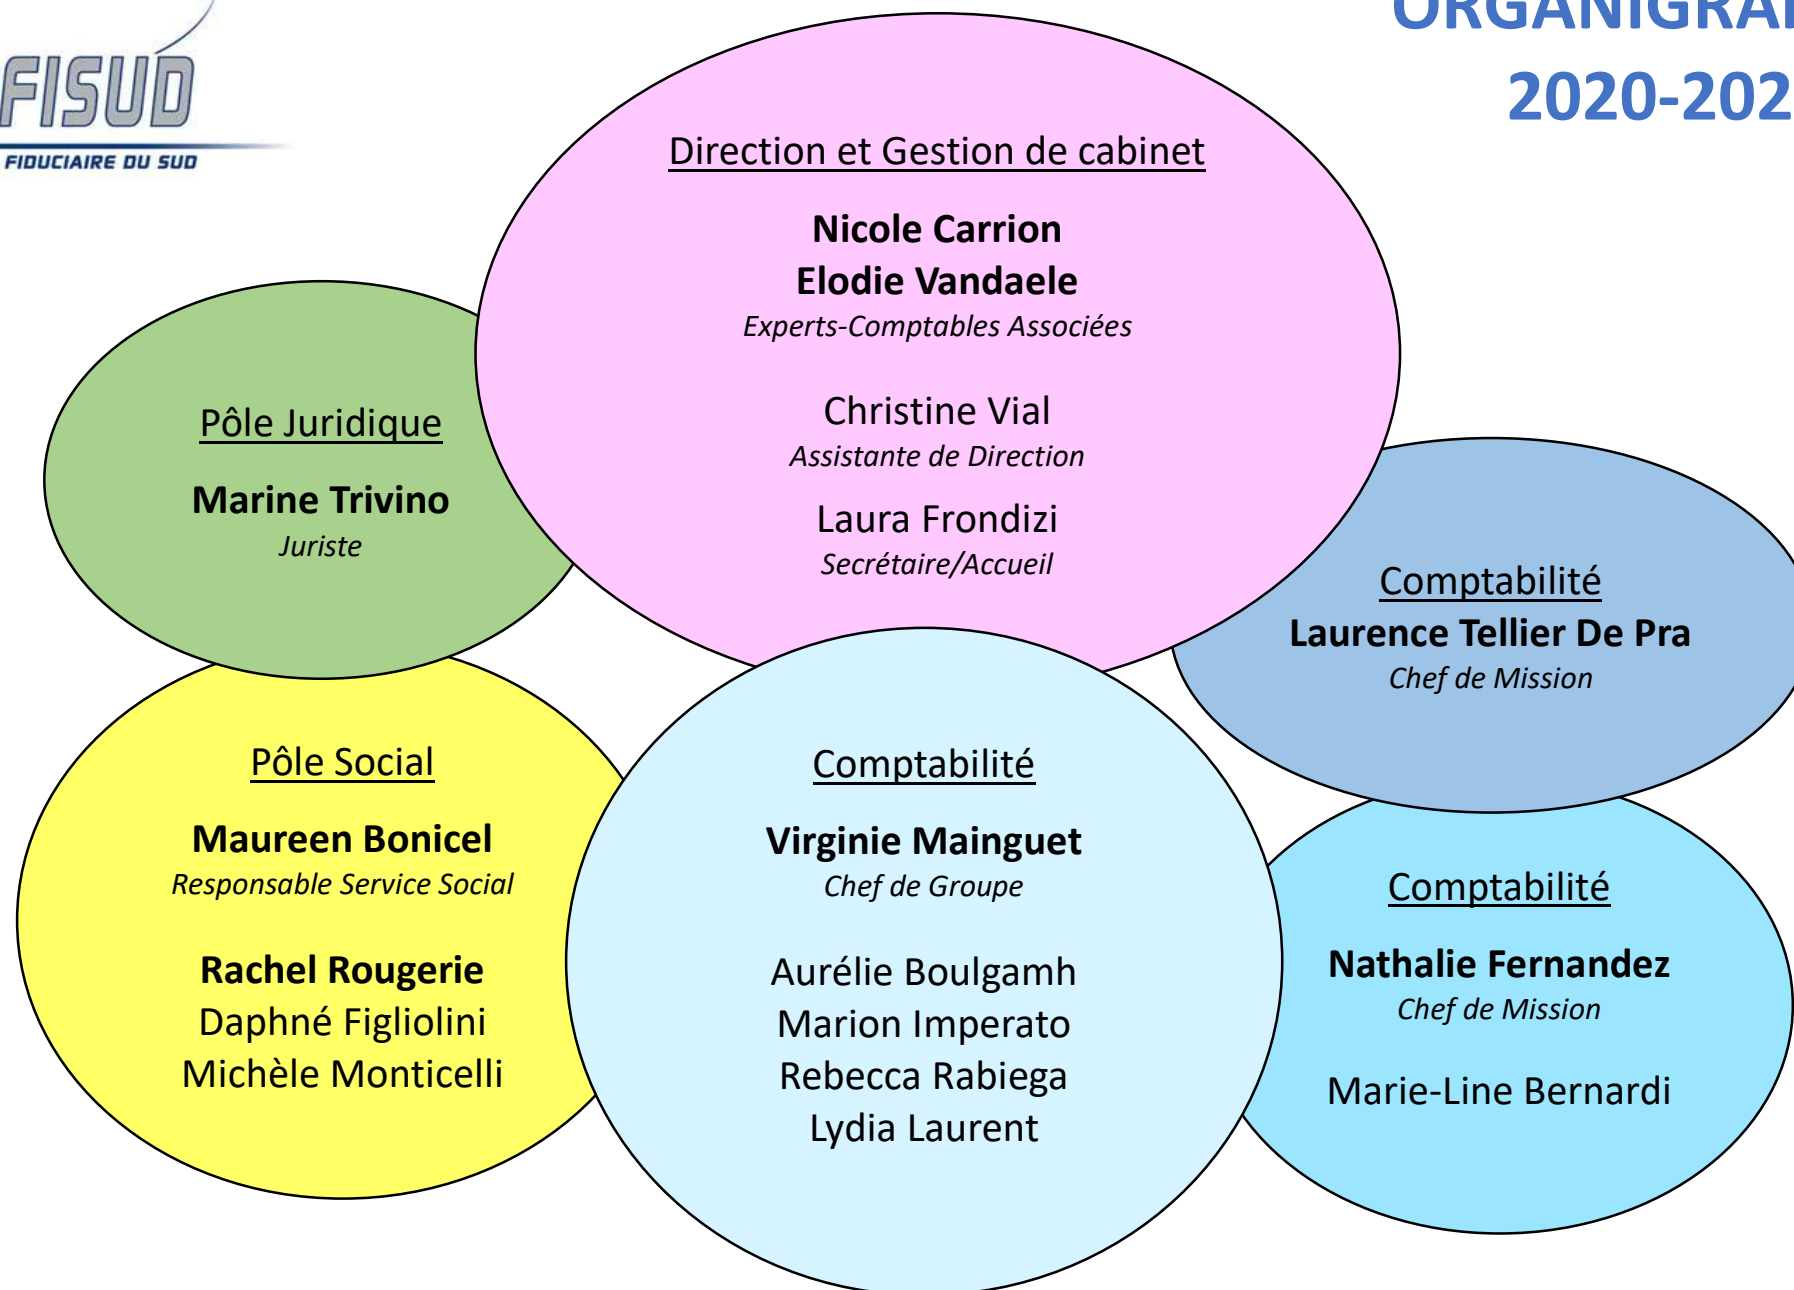 FISUD
FIDUCIAIRE DU SUD
2020-202
Direction et Gestion de cabinet
Nicole Carrion
Elodie Vandaele
Experts-Comptables Associées
Christine Vial
Assistante de Direction
Laura Frondizi
Secrétaire/Accueil
Pôle Juridique
Marine Trivino
Juriste
Comptabilité
Laurence Tellier De Pra
Chef de Mission
Pôle Social
Maureen Bonicel
Responsable Service Social
Rachel Rougerie
Daphné Figliolini
Michèle Monticelli
Comptabilité
Virginie Mainguet
Chef de Groupe
Aurélie Boulgamh
Marion Imperato
Rebecca Rabiega
Lydia Laurent
Comptabilité
Nathalie Fernandez
Chef de Mission
Marie-Line Bernardi